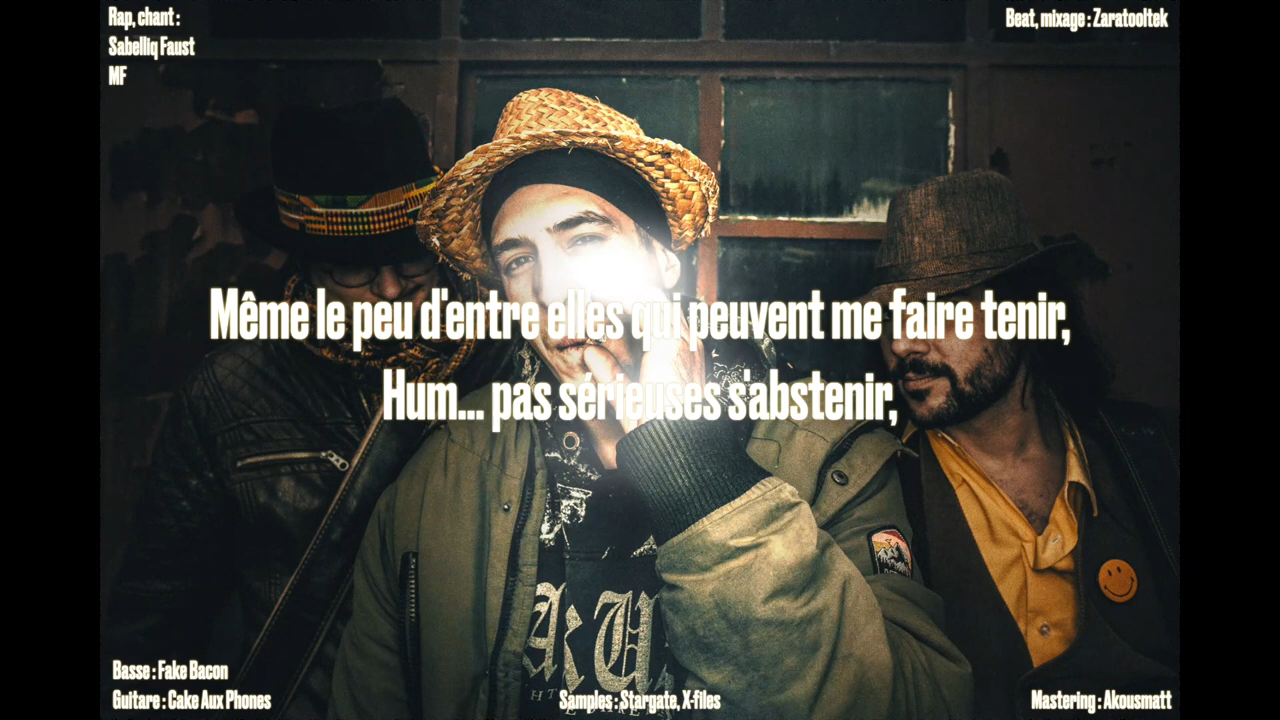 Rap, chant :
Sabelliq Faust
MF
Beat, mixage : Zaratooltek
Même le peu d'entre elles qui peuvent me faire tenir,
Hum... pas sérieuses s'abstenir,
Basse : Fake Bacon
Guitare : Cake Aux Phones
Samples : Stargate, X-files
Mastering : Akousmatt